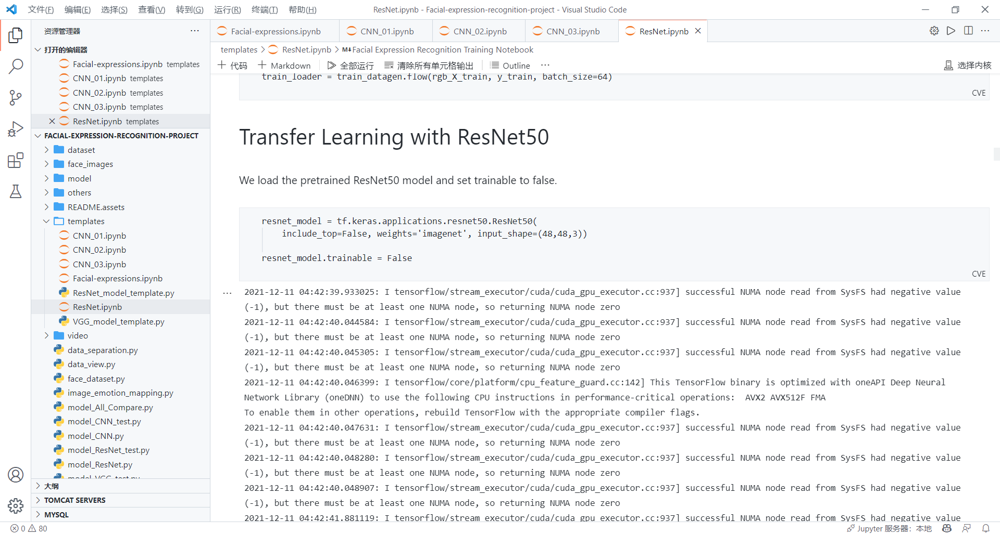 文件(F) 编辑(E) 选择(S) 查看(V) 转到(G) 运行(R) 终端(T) 帮助(H) ResNet.ipynb - Facial-expression-recognition-project - Visual Studio Code
资源管理器 ···
打开的编辑器
Facial-expressions.ipynb templates
CNN_01.ipynb templates
CNN_02.ipynb templates
CNN_03.ipynb templates
ResNet.ipynb templates
FACIAL-EXPRESSION-RECOGNITION-PROJECT
dataset
face_images
model
others
README.assets
templates
CNN_01.ipynb
CNN_02.ipynb
CNN_03.ipynb
Facial-expressions.ipynb
ResNet_model_template.py
ResNet.ipynb
VGG_model_template.py
video
data_separation.py
data_view.py
face_dataset.py
image_emotion_mapping.py
model_All_Compare.py
model_CNN_test.py
model_CNN.py
model_ResNet_test.py
model_ResNet.py
model_VGG_test.py
大纲
TOMCAT SERVERS
MYSQL
Facial-expressions.ipynb CNN_01.ipynb CNN_02.ipynb CNN_03.ipynb ResNet.ipynb
templates > ResNet.ipynb > M↓Facial Expression Recognition Training Notebook
+ 代码 + Markdown 全部运行 清除所有单元格输出 Outline ··· 选择内核
train_loader = train_datagen.flow(rgb_X_train, y_train, batch_size=64)
CVE
Transfer Learning with ResNet50
We load the pretrained ResNet50 model and set trainable to false.
resnet_model = tf.keras.applications.resnet50.ResNet50(
include_top=False, weights='imagenet', input_shape=(48,48,3))
resnet_model.trainable = False
CVE
2021-12-11 04:42:39.933025: I tensorflow/stream_executor/cuda/cuda_gpu_executor.cc:937] successful NUMA node read from SysFS had negative value
(-1), but there must be at least one NUMA node, so returning NUMA node zero
2021-12-11 04:42:40.044584: I tensorflow/stream_executor/cuda/cuda_gpu_executor.cc:937] successful NUMA node read from SysFS had negative value
(-1), but there must be at least one NUMA node, so returning NUMA node zero
2021-12-11 04:42:40.045305: I tensorflow/stream_executor/cuda/cuda_gpu_executor.cc:937] successful NUMA node read from SysFS had negative value
(-1), but there must be at least one NUMA node, so returning NUMA node zero
2021-12-11 04:42:40.046399: I tensorflow/core/platform/cpu_feature_guard.cc:142] This TensorFlow binary is optimized with oneAPI Deep Neural
Network Library (oneDNN) to use the following CPU instructions in performance-critical operations:  AVX2 AVX512F FMA
To enable them in other operations, rebuild TensorFlow with the appropriate compiler flags.
2021-12-11 04:42:40.047631: I tensorflow/stream_executor/cuda/cuda_gpu_executor.cc:937] successful NUMA node read from SysFS had negative value
(-1), but there must be at least one NUMA node, so returning NUMA node zero
2021-12-11 04:42:40.048280: I tensorflow/stream_executor/cuda/cuda_gpu_executor.cc:937] successful NUMA node read from SysFS had negative value
(-1), but there must be at least one NUMA node, so returning NUMA node zero
2021-12-11 04:42:40.048907: I tensorflow/stream_executor/cuda/cuda_gpu_executor.cc:937] successful NUMA node read from SysFS had negative value
(-1), but there must be at least one NUMA node, so returning NUMA node zero
2021-12-11 04:42:41.881119: I tensorflow/stream_executor/cuda/cuda_gpu_executor.cc:937] successful NUMA node read from SysFS had negative value
0 80 Jupyter 服务器: 本地